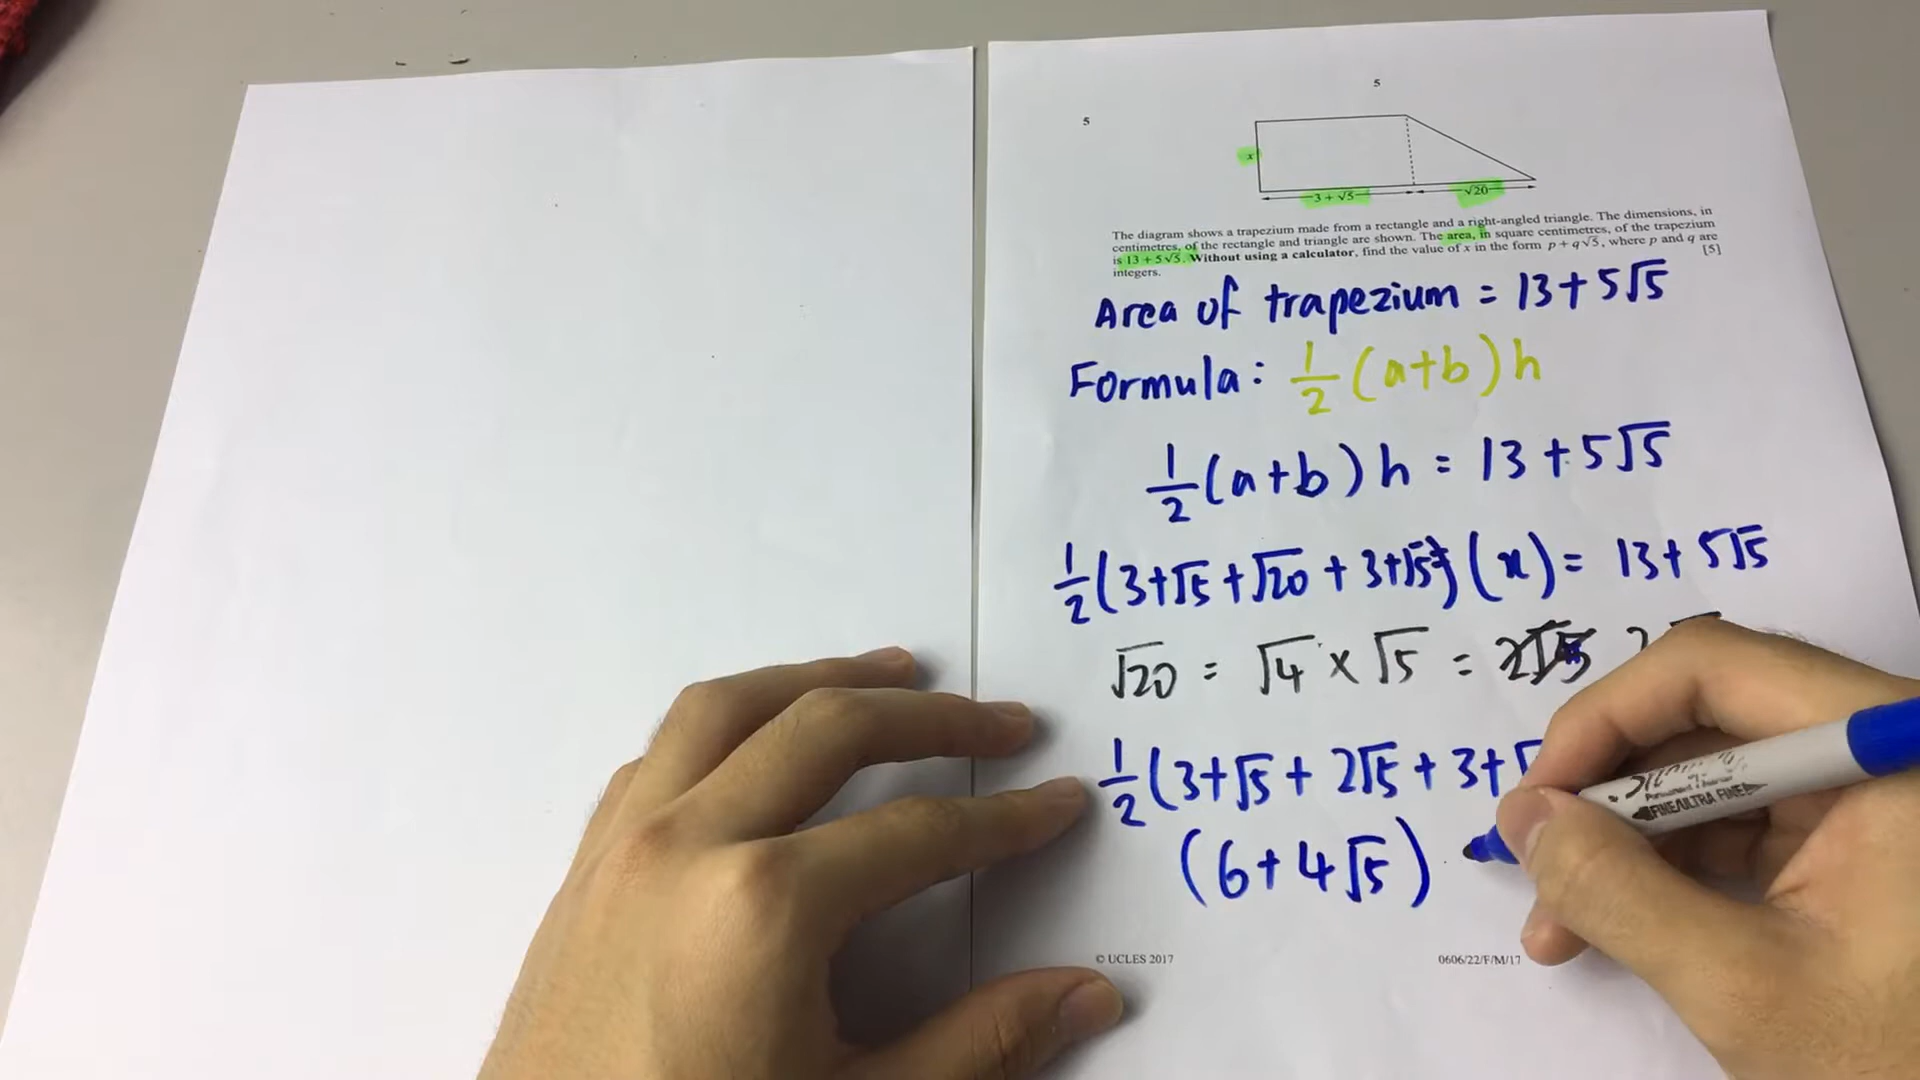 5
5
x
3 + √5
√20
The diagram shows a trapezium made from a rectangle and a right-angled triangle. The dimensions, in
centimetres, of the rectangle and triangle are shown. The area, in square centimetres, of the trapezium
is 13 + 5√5. Without using a calculator, find the value of x in the form p + q√5, where p and q are
integers. [5]
Area of trapezium = 13 + 5√5
Formula: 1/2 (a+b) h
1/2 (a+b) h = 13 + 5√5
1/2 (3+√5 + √20 + 3+√5) (x) = 13 + 5√5
√20 = √4 × √5 = 2
1/2 (3+√5 + 2√5 + 3+√
(6 + 4√5)
FINE/ULTRA FINE
© UCLES 2017
0606/22/F/M/17